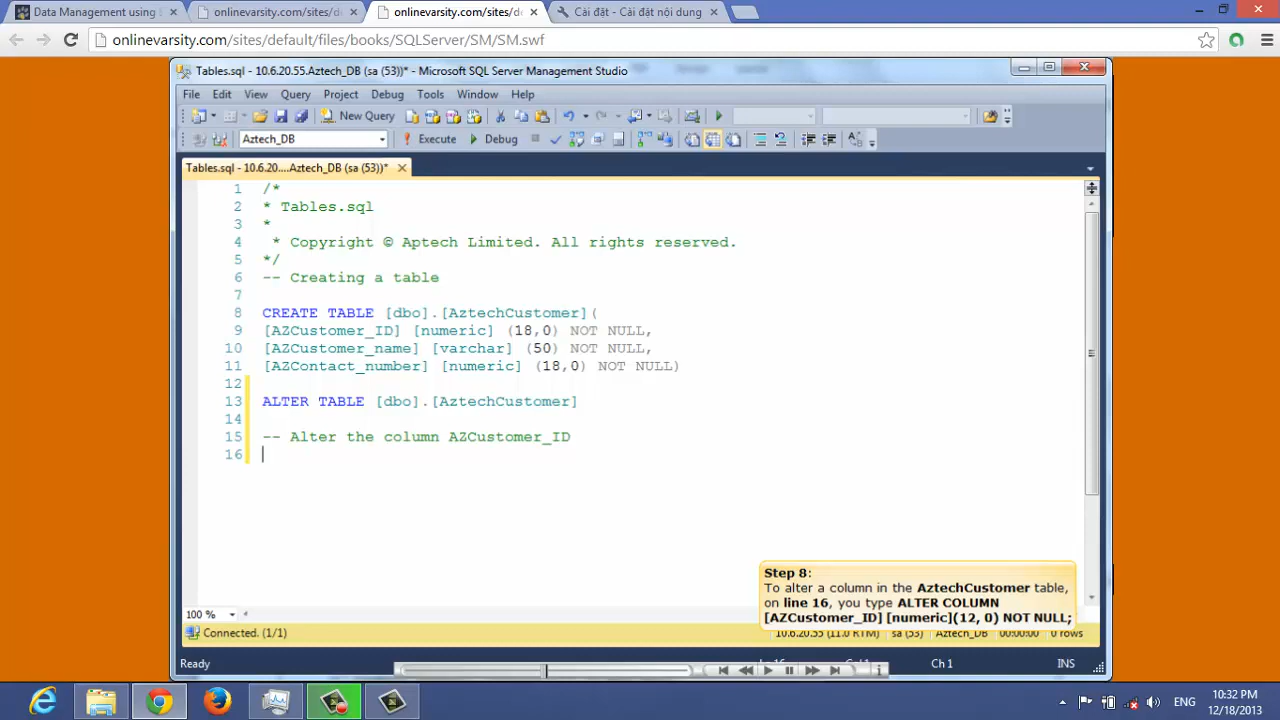 Data Management using S
onlinevarsity.com/sites/de
onlinevarsity.com/sites/de
Cài đặt - Cài đặt nội dung
onlinevarsity.com/sites/default/files/books/SQLServer/SM/SM.swf
Tables.sql - 10.6.20.55.Aztech_DB (sa (53))* - Microsoft SQL Server Management Studio
File Edit View Query Project Debug Tools Window Help
New Query
Aztech_DB Execute Debug
Tables.sql - 10.6.20....Aztech_DB (sa (53))*
1 /*
2 * Tables.sql
3 *
4 * Copyright © Aptech Limited. All rights reserved.
5 */
6 -- Creating a table
7
8 CREATE TABLE [dbo].[AztechCustomer](
9 [AZCustomer_ID] [numeric] (18,0) NOT NULL,
10 [AZCustomer_name] [varchar] (50) NOT NULL,
11 [AZContact_number] [numeric] (18,0) NOT NULL)
12
13 ALTER TABLE [dbo].[AztechCustomer]
14
15 -- Alter the column AZCustomer_ID
16
Step 8:
To alter a column in the AztechCustomer table,
on line 16, you type ALTER COLUMN
[AZCustomer_ID] [numeric](12, 0) NOT NULL;
100 %
Connected. (1/1) 10.6.20.55 (11.0 RTM) sa (53) Aztech_DB 00:00:00 0 rows
Ready Ch 1 INS
ENG
10:32 PM
12/18/2013